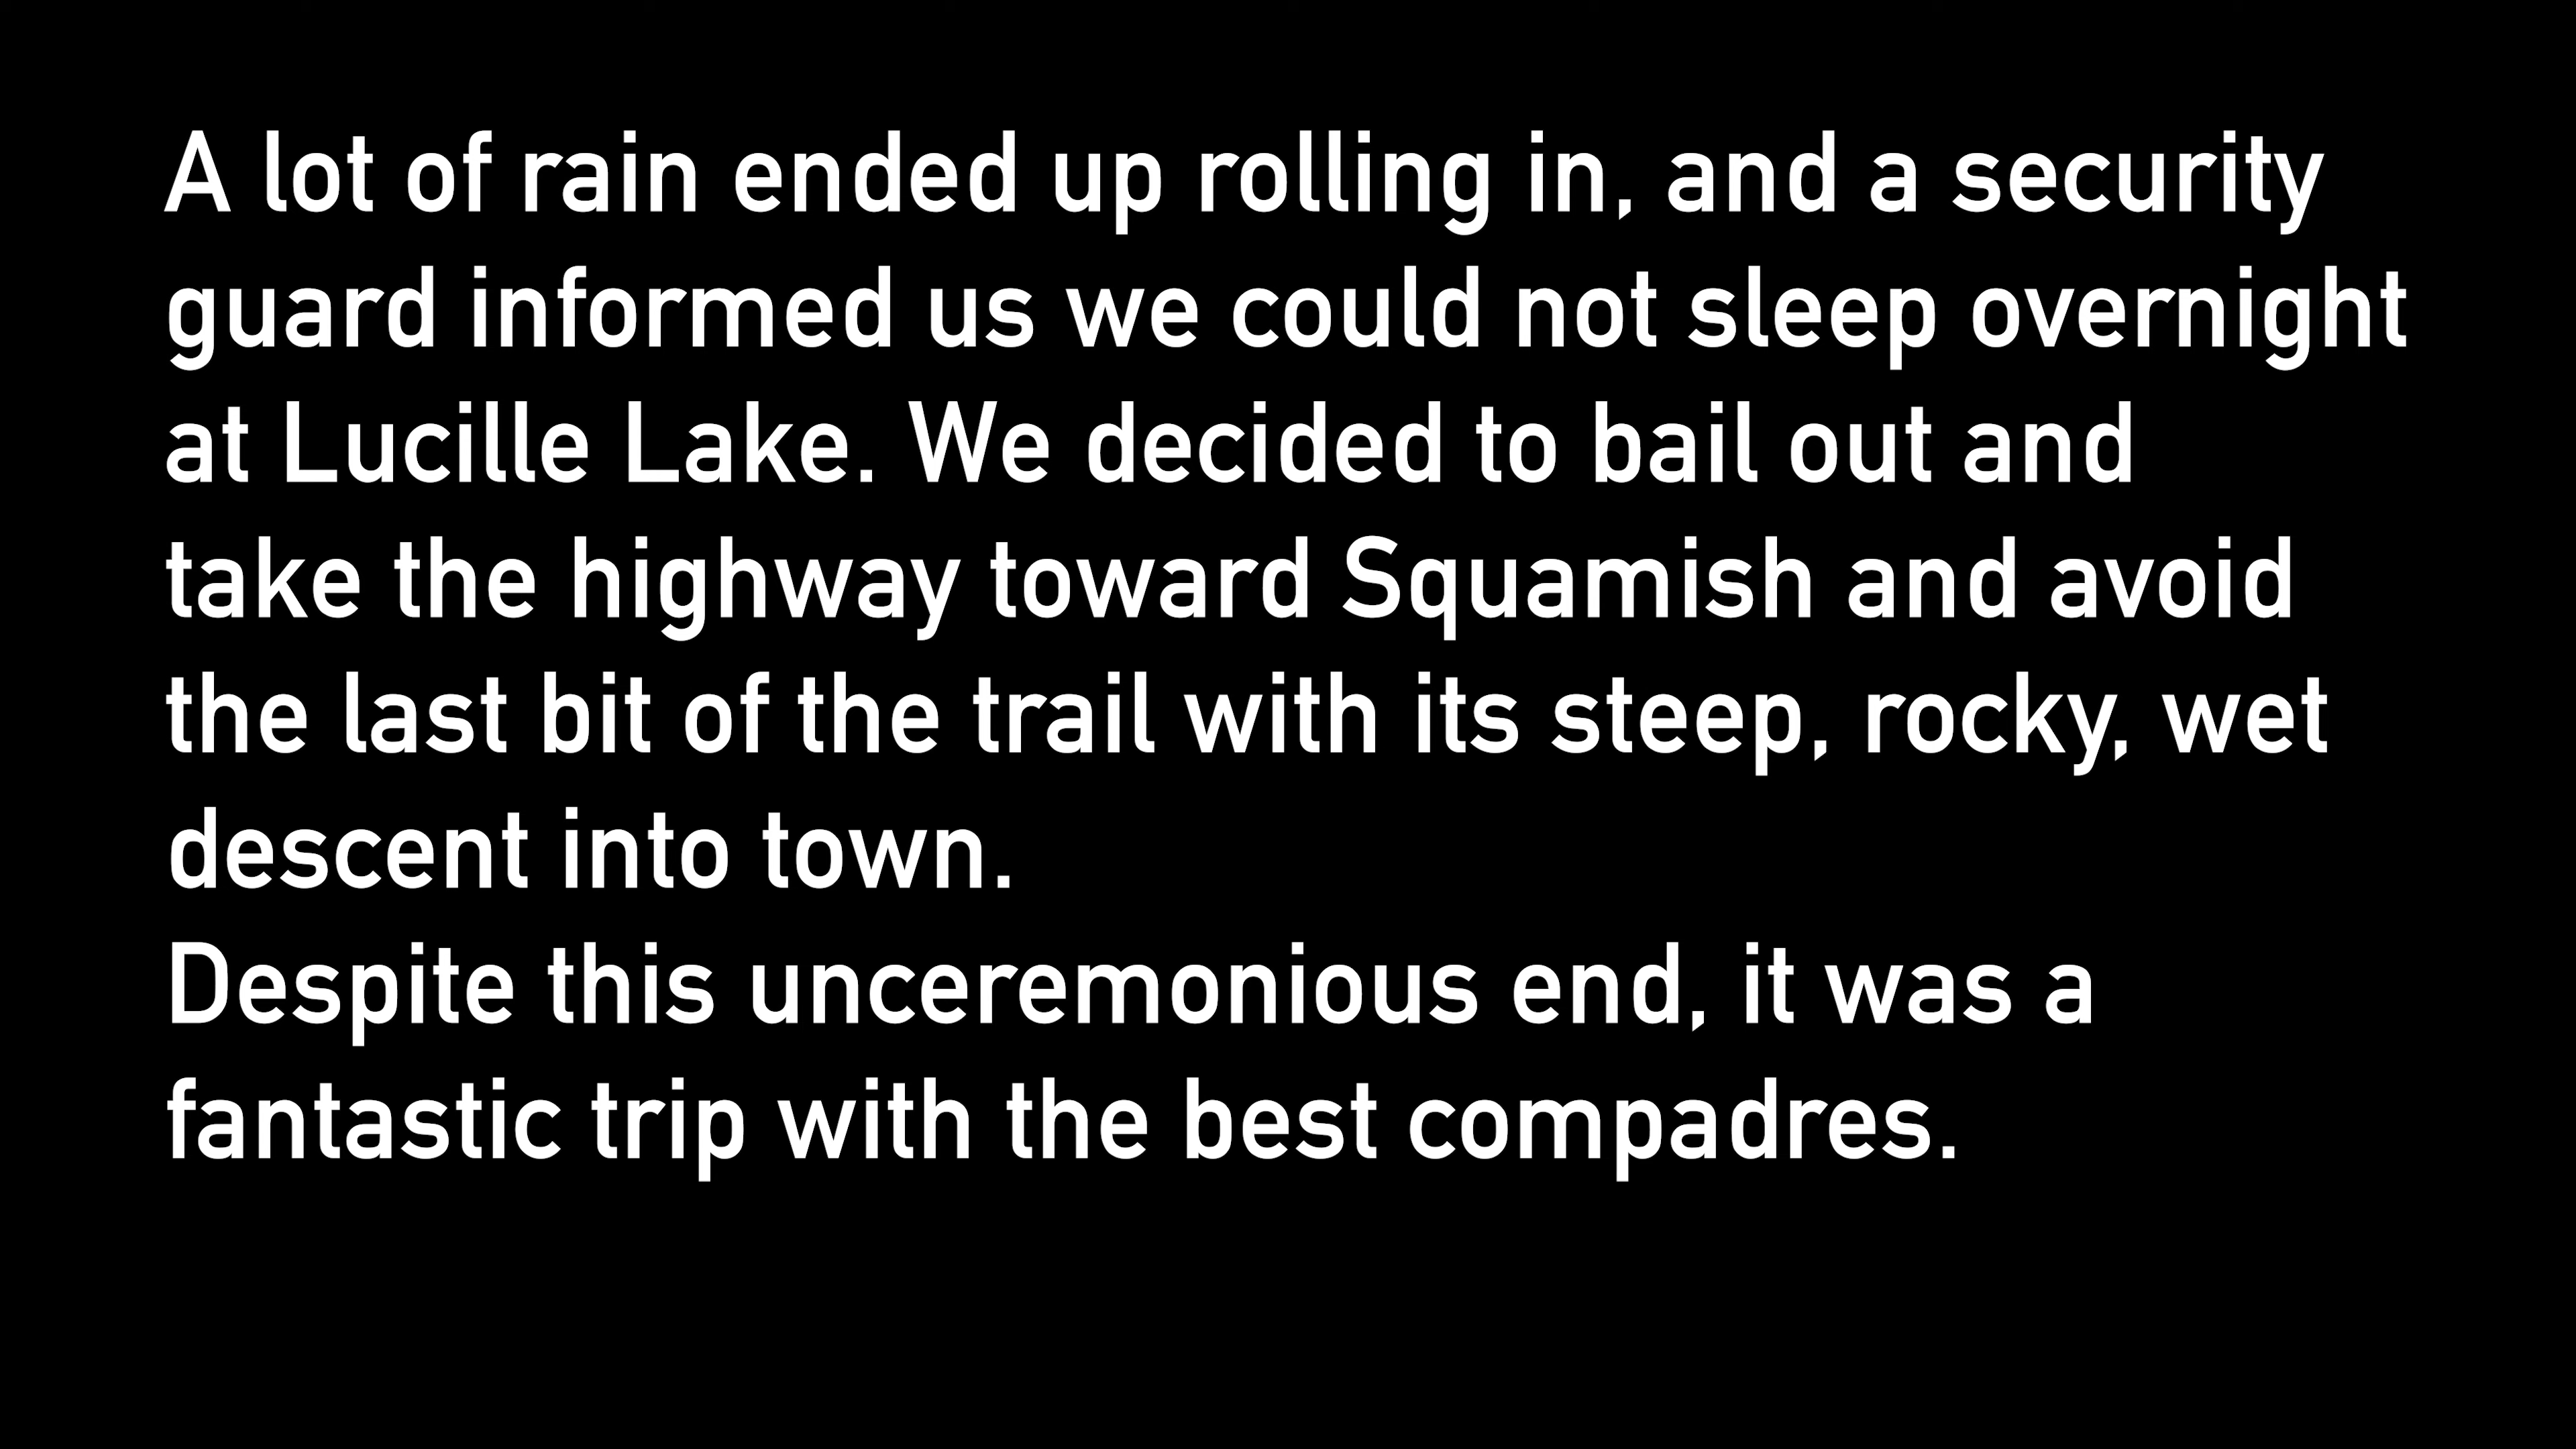 A lot of rain ended up rolling in, and a security
guard informed us we could not sleep overnight
at Lucille Lake. We decided to bail out and
take the highway toward Squamish and avoid
the last bit of the trail with its steep, rocky, wet
descent into town.
Despite this unceremonious end, it was a
fantastic trip with the best compadres.